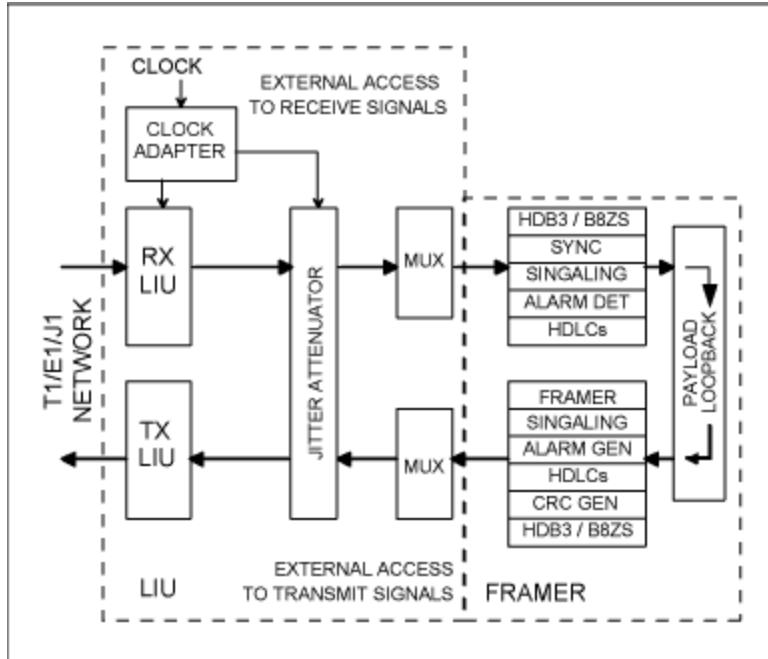 CLOCK
EXTERNAL ACCESS
TO RECEIVE SIGNALS
CLOCK
ADAPTER
RX
LIU
JITTER ATTENUATOR
MUX
HDB3 / B8ZS
SYNC
SINGALING
ALARM DET
HDLCs
PAYLOAD
LOOPBACK
T1/E1/J1
NETWORK
TX
LIU
MUX
FRAMER
SINGALING
ALARM GEN
HDLCs
CRC GEN
HDB3 / B8ZS
LIU
EXTERNAL ACCESS
TO TRANSMIT SIGNALS
FRAMER